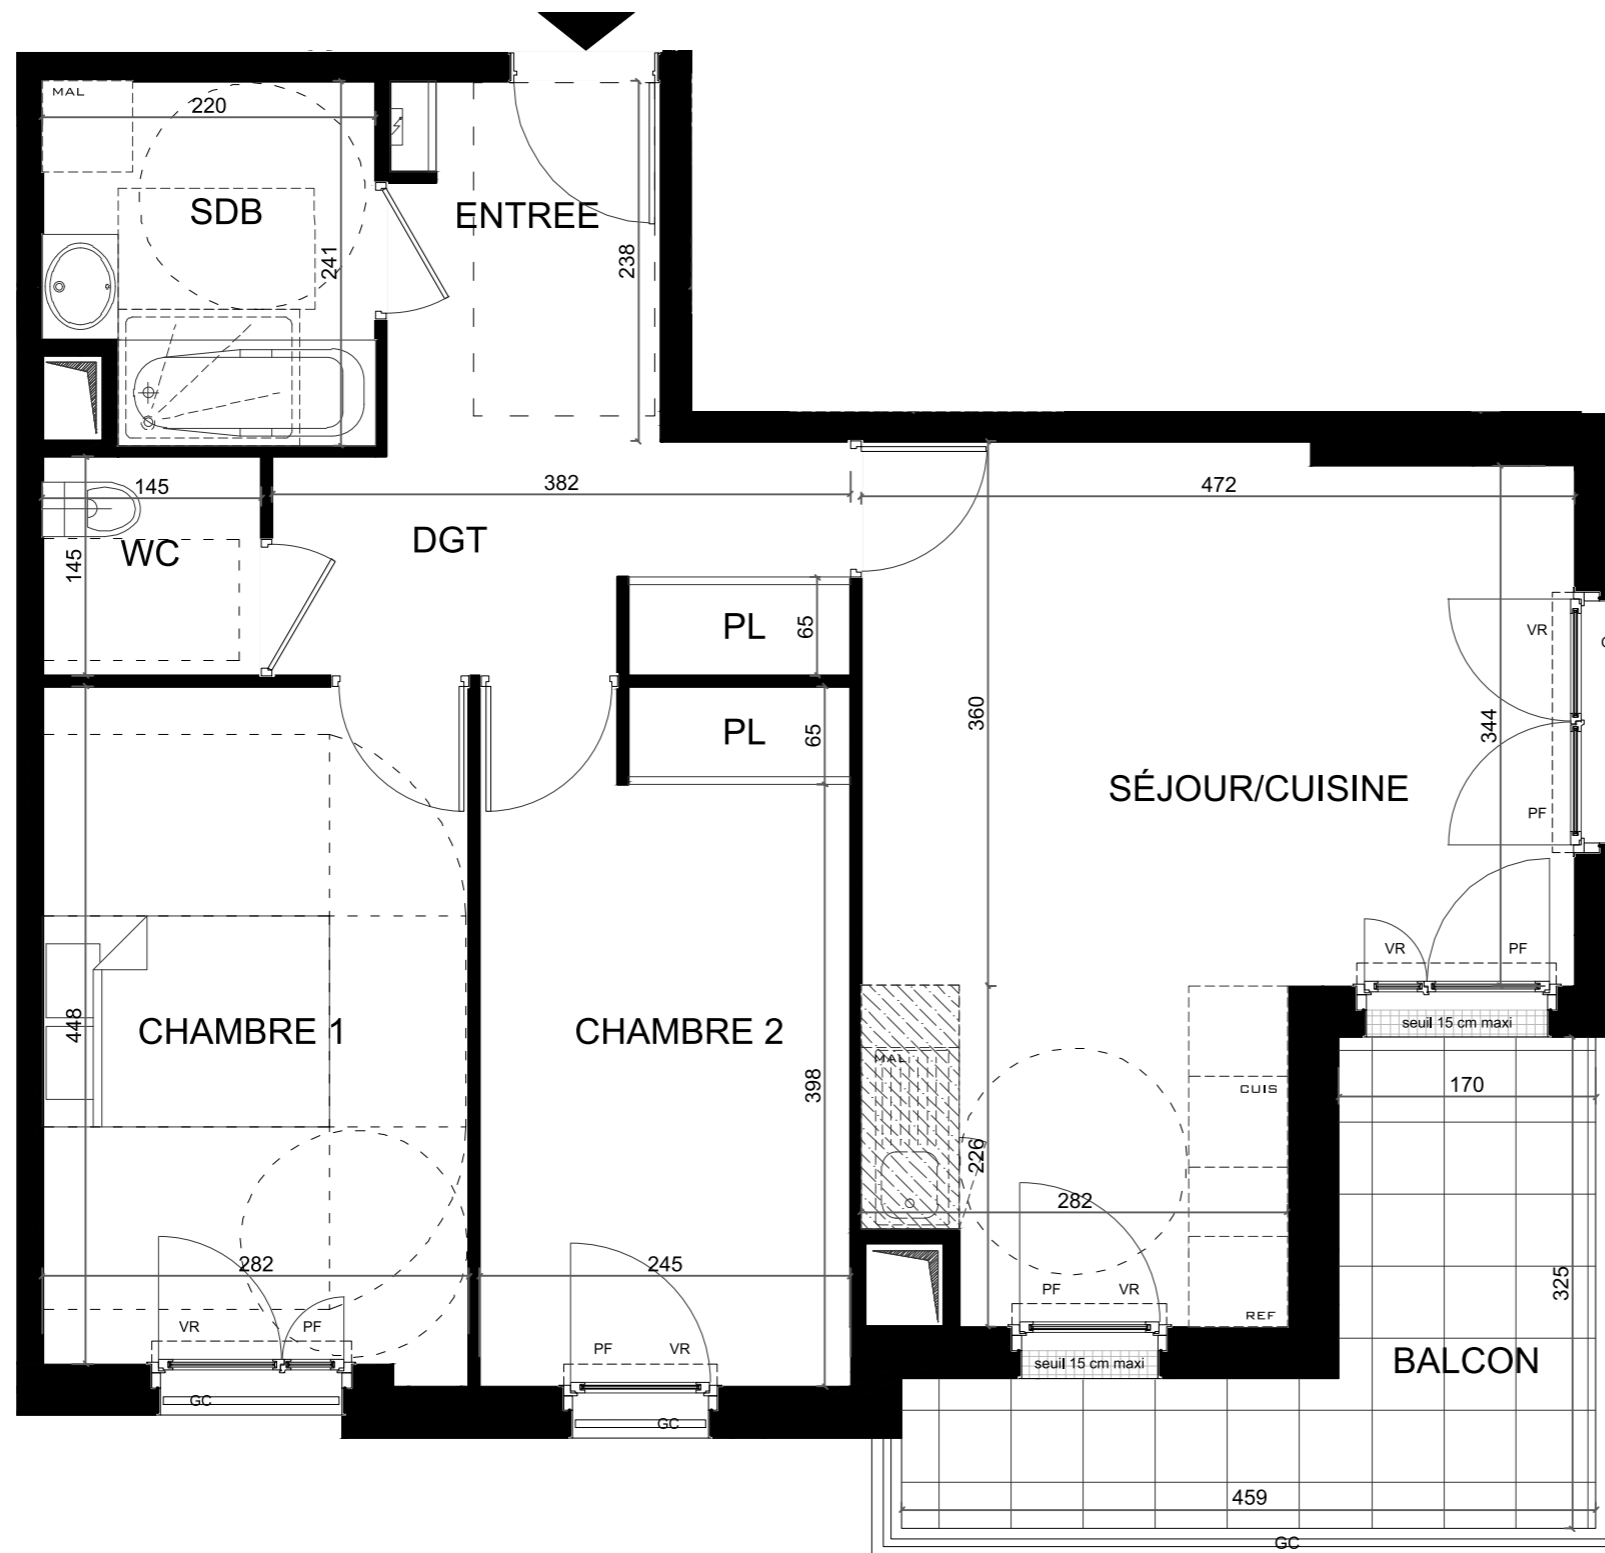 MAL
220
SDB
ENTREE
241
238
145
382
472
DGT
WC
145
PL
65
VR
PL
65
360
344
SÉJOUR/CUISINE
PF
VR
PF
seuil 15 cm maxi
448
CHAMBRE 1
CHAMBRE 2
398
MAL
CUIS
170
226
282
282
245
325
PF
VR
REF
VR
PF
PF
VR
seuil 15 cm maxi
BALCON
GC
GC
459
GC